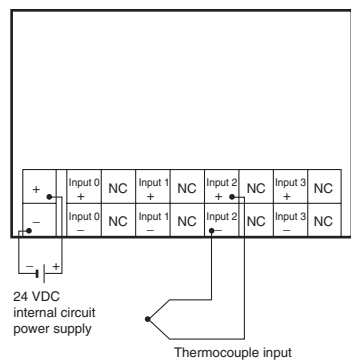 + Input 0 + NC Input 1 + NC Input 2 + NC Input 3 + NC
− Input 0 − NC Input 1 − NC Input 2 − NC Input 3 − NC
− +
24 VDC
internal circuit
power supply
Thermocouple input